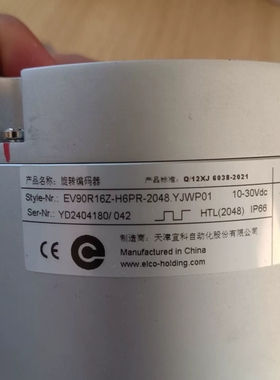 产品名称: 旋转编码器 产品标准: Q/12XJ 6038-2021
Style-Nr.: EV90R16Z-H6PR-2048.YJWP01 10-30Vdc
Ser-Nr.: YD2404180/ 042 HTL(2048) IP66
CE
制造商: 天津宜科自动化股份有限公司
Manufactured in China
www.elco-holding.com